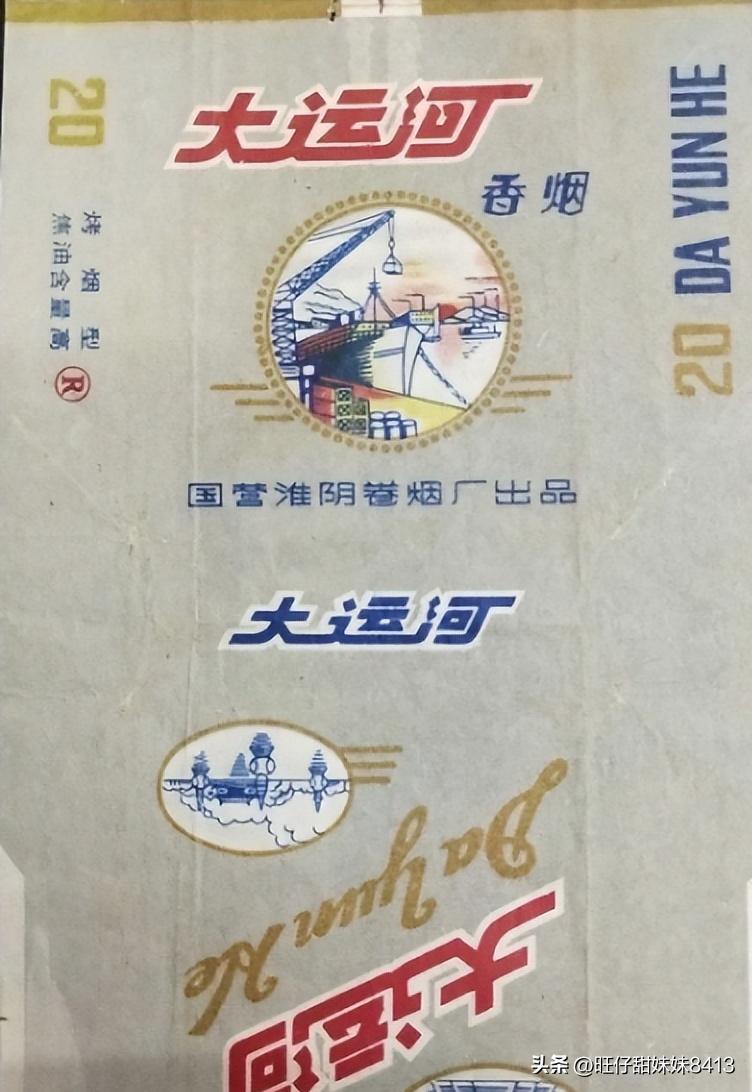 20
烤烟型
焦油含量高
R
大运河
香烟
DA YUN HE
20
国营淮阴卷烟厂出品
大运河
Da Yun He
大运河
头条 @旺仔甜妹妹8413